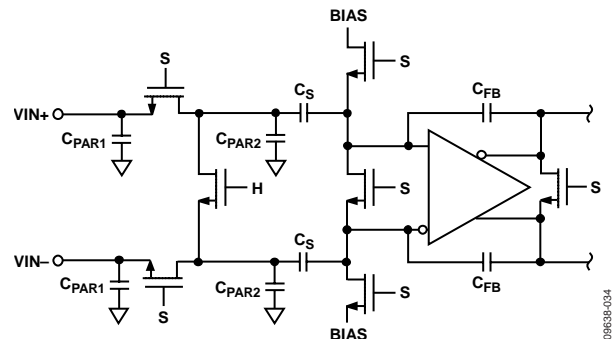 BIAS
S
S
CS
CFB
VIN+
CPAR1
CPAR2
H
S
S
CS
VIN–
CPAR1
CPAR2
CFB
S
S
BIAS
09638-034